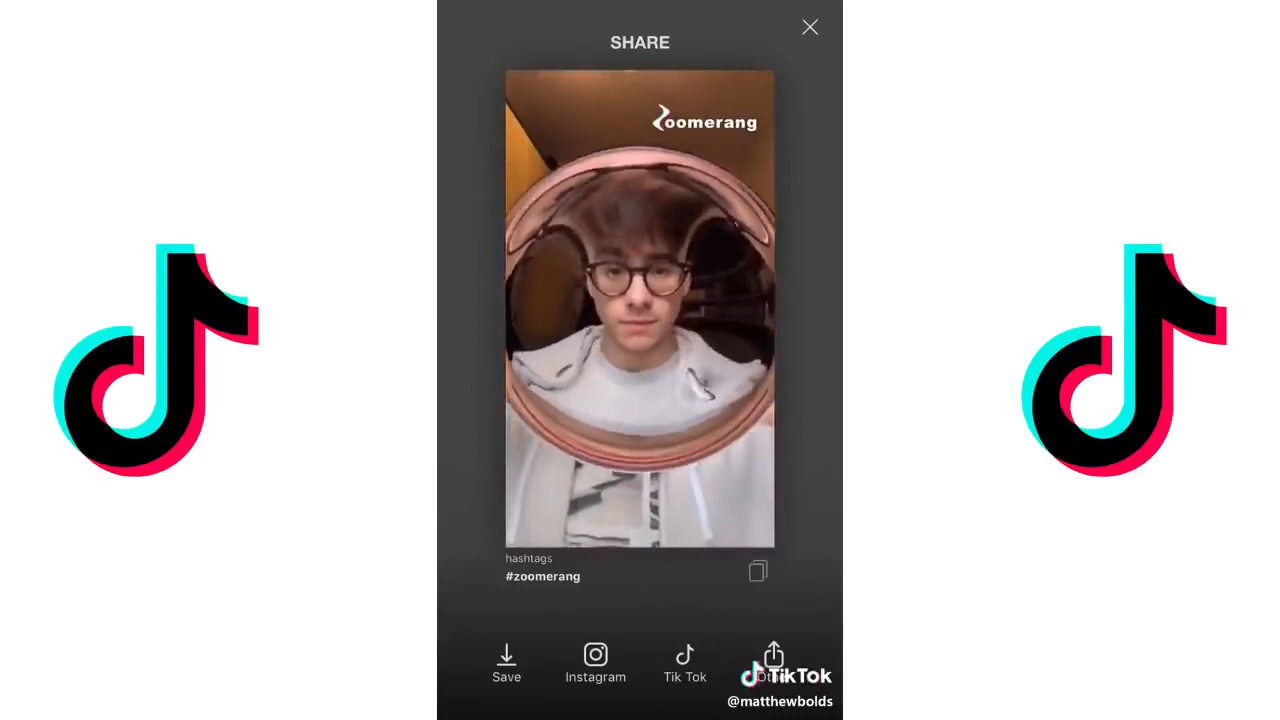 SHARE
Zoomerang
hashtags
#zoomerang
Save
Instagram
Tik Tok
TikTok
@matthewbolds